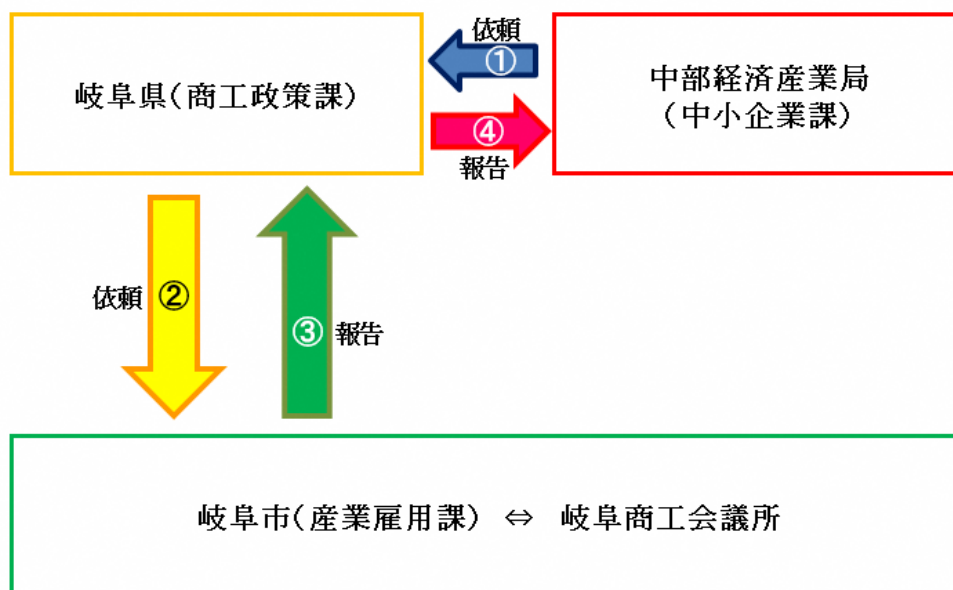 依頼
①
岐阜県(商工政策課)
中部経済産業局
(中小企業課)
④
報告
依頼 ②
③ 報告
岐阜市(産業雇用課) ⇔ 岐阜商工会議所